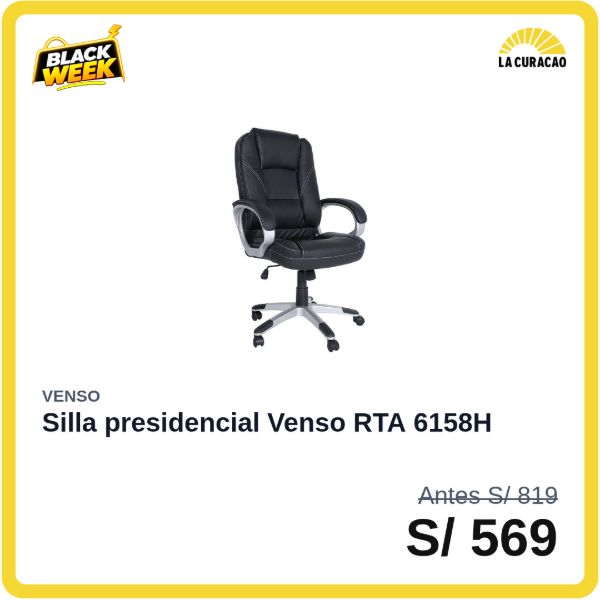 BLACK
WEEK
LA CURACAO
VENSO
Silla presidencial Venso RTA 6158H
Antes S/ 819
S/ 569